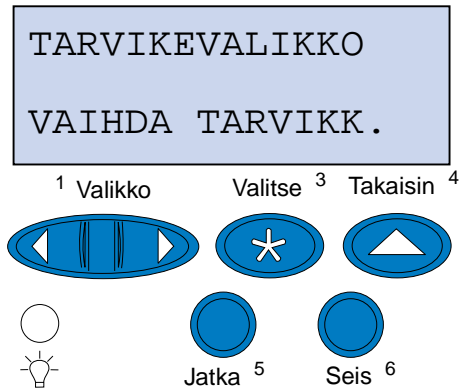 TARVIKEVALIKKO
VAIHDA TARVIKK.
1 Valikko Valitse 3 Takaisin 4
Jatka 5 Seis 6